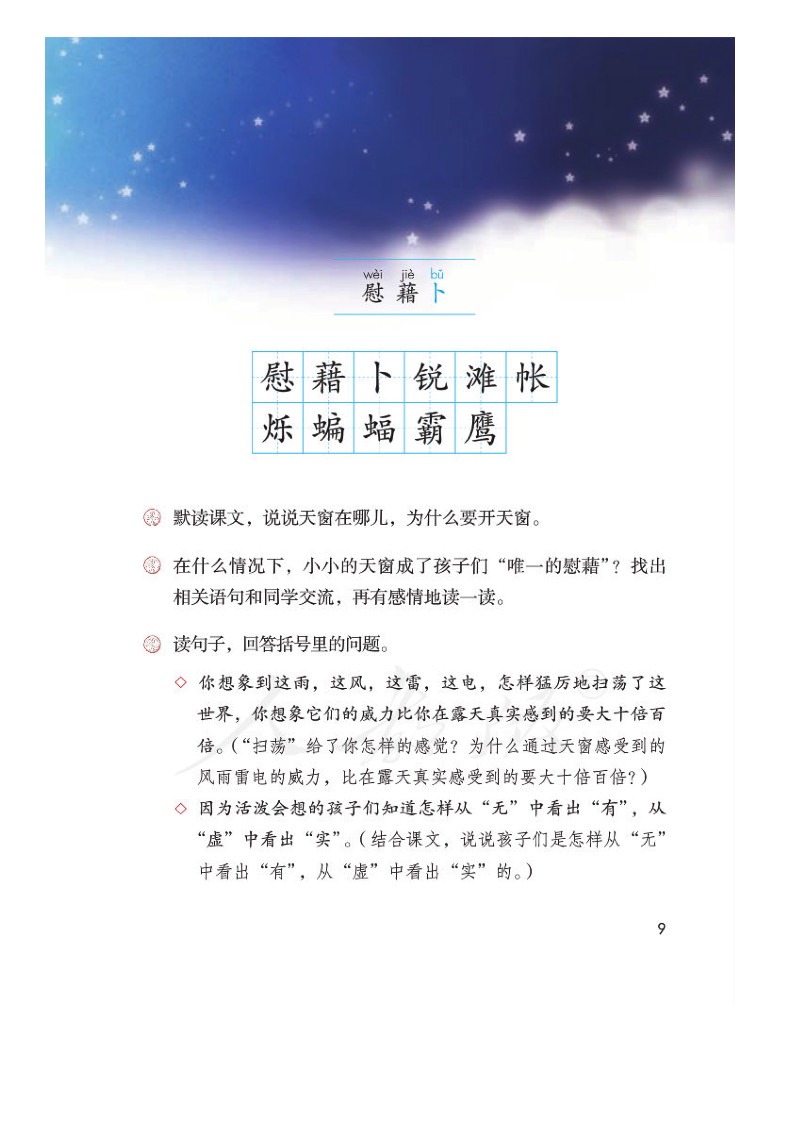 wèi jiè bǔ
慰 藉 卜
慰 藉 卜 锐 滩 帐
烁 蝙 蝠 霸 鹰
默读课文，说说天窗在哪儿，为什么要开天窗。
在什么情况下，小小的天窗成了孩子们“唯一的慰藉”？找出
相关语句和同学交流，再有感情地读一读。
读句子，回答括号里的问题。
◇ 你想象到这雨，这风，这雷，这电，怎样猛厉地扫荡了这
世界，你想象它们的威力比你在露天真实感到的要大十倍百
倍。（“扫荡”给了你怎样的感觉？为什么通过天窗感受到的
风雨雷电的威力，比在露天真实感受到的要大十倍百倍？）
◇ 因为活泼会想的孩子们知道怎样从“无”中看出“有”，从
“虚”中看出“实”。（结合课文，说说孩子们是怎样从“无”
中看出“有”，从“虚”中看出“实”的。）
9